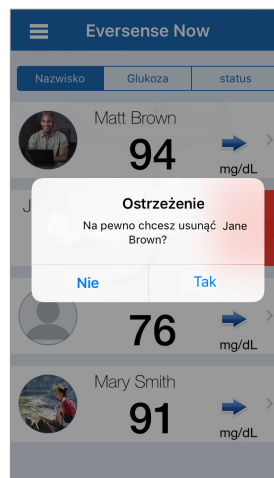 Eversense Now
Nazwisko Glukoza status
Matt Brown
94
mg/dL
J
Ostrzeżenie
Na pewno chcesz usunąć Jane
Brown?
Nie Tak
76
mg/dL
Mary Smith
91
mg/dL